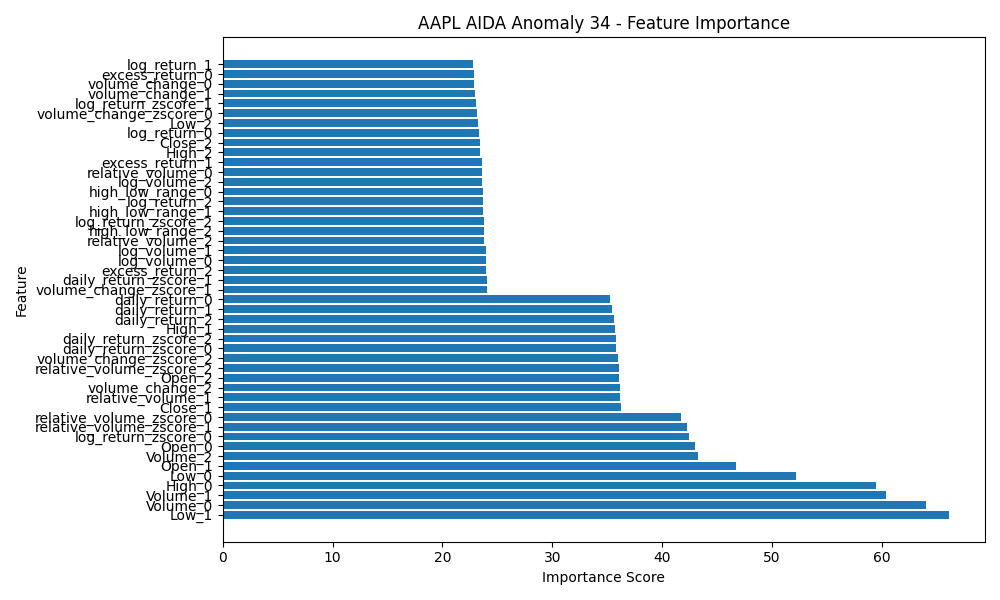 AAPL AIDA Anomaly 34 - Feature Importance
log_return_1
excess_return_0
volume_change_0
volume_change_1
log_return_zscore_1
volume_change_zscore_0
Low_2
log_return_0
Close_2
High_2
excess_return_1
relative_volume_0
log_volume_2
high_low_range_0
log_return_2
high_low_range_1
log_return_zscore_2
high_low_range_2
relative_volume_2
log_volume_1
log_volume_0
excess_return_2
daily_return_zscore_1
volume_change_zscore_1
daily_return_0
daily_return_1
daily_return_2
High_1
daily_return_zscore_2
daily_return_zscore_0
volume_change_zscore_2
relative_volume_zscore_2
Open_2
volume_change_2
relative_volume_1
Close_1
relative_volume_zscore_0
relative_volume_zscore_1
log_return_zscore_0
Open_0
Volume_2
Open_1
Low_0
High_0
Volume_1
Volume_0
Low_1
Feature
0 10 20 30 40 50 60
Importance Score